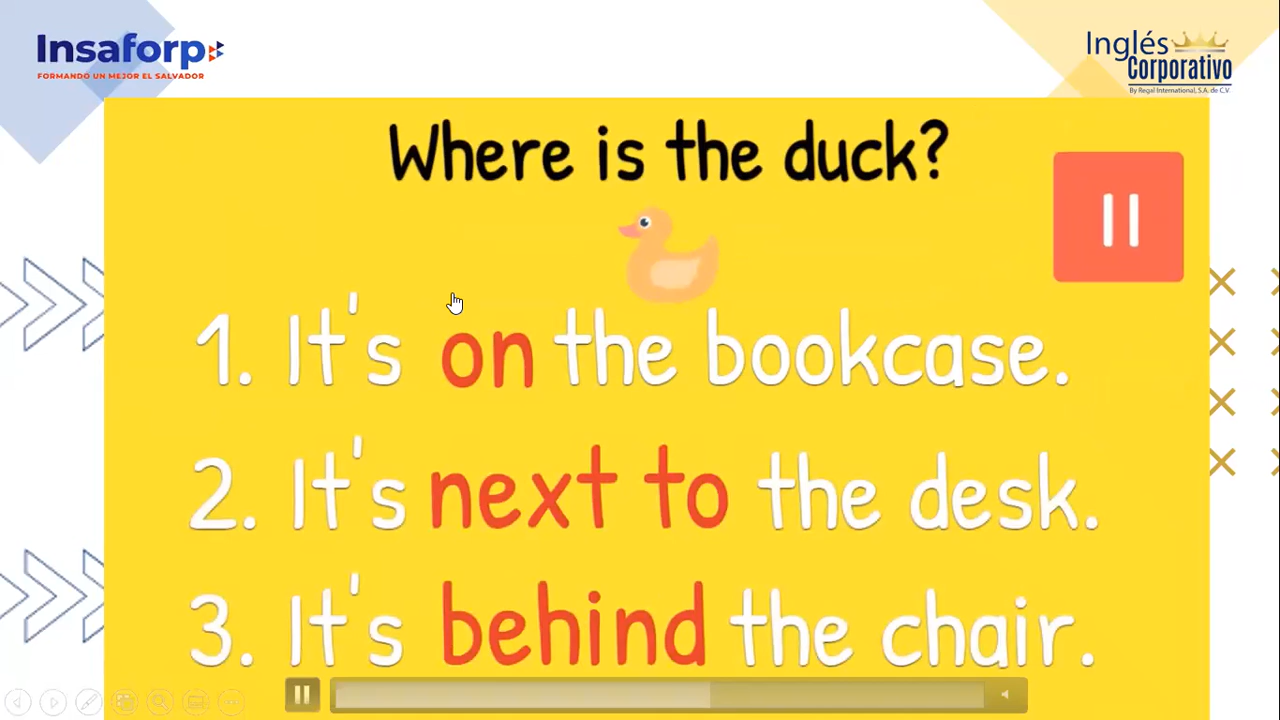 Insaforp
FORMANDO UN MEJOR EL SALVADOR
Inglés
Corporativo
By Regal International, S.A. de C.V.
Where is the duck?
1. It's on the bookcase.
2. It's next to the desk.
3. It's behind the chair.